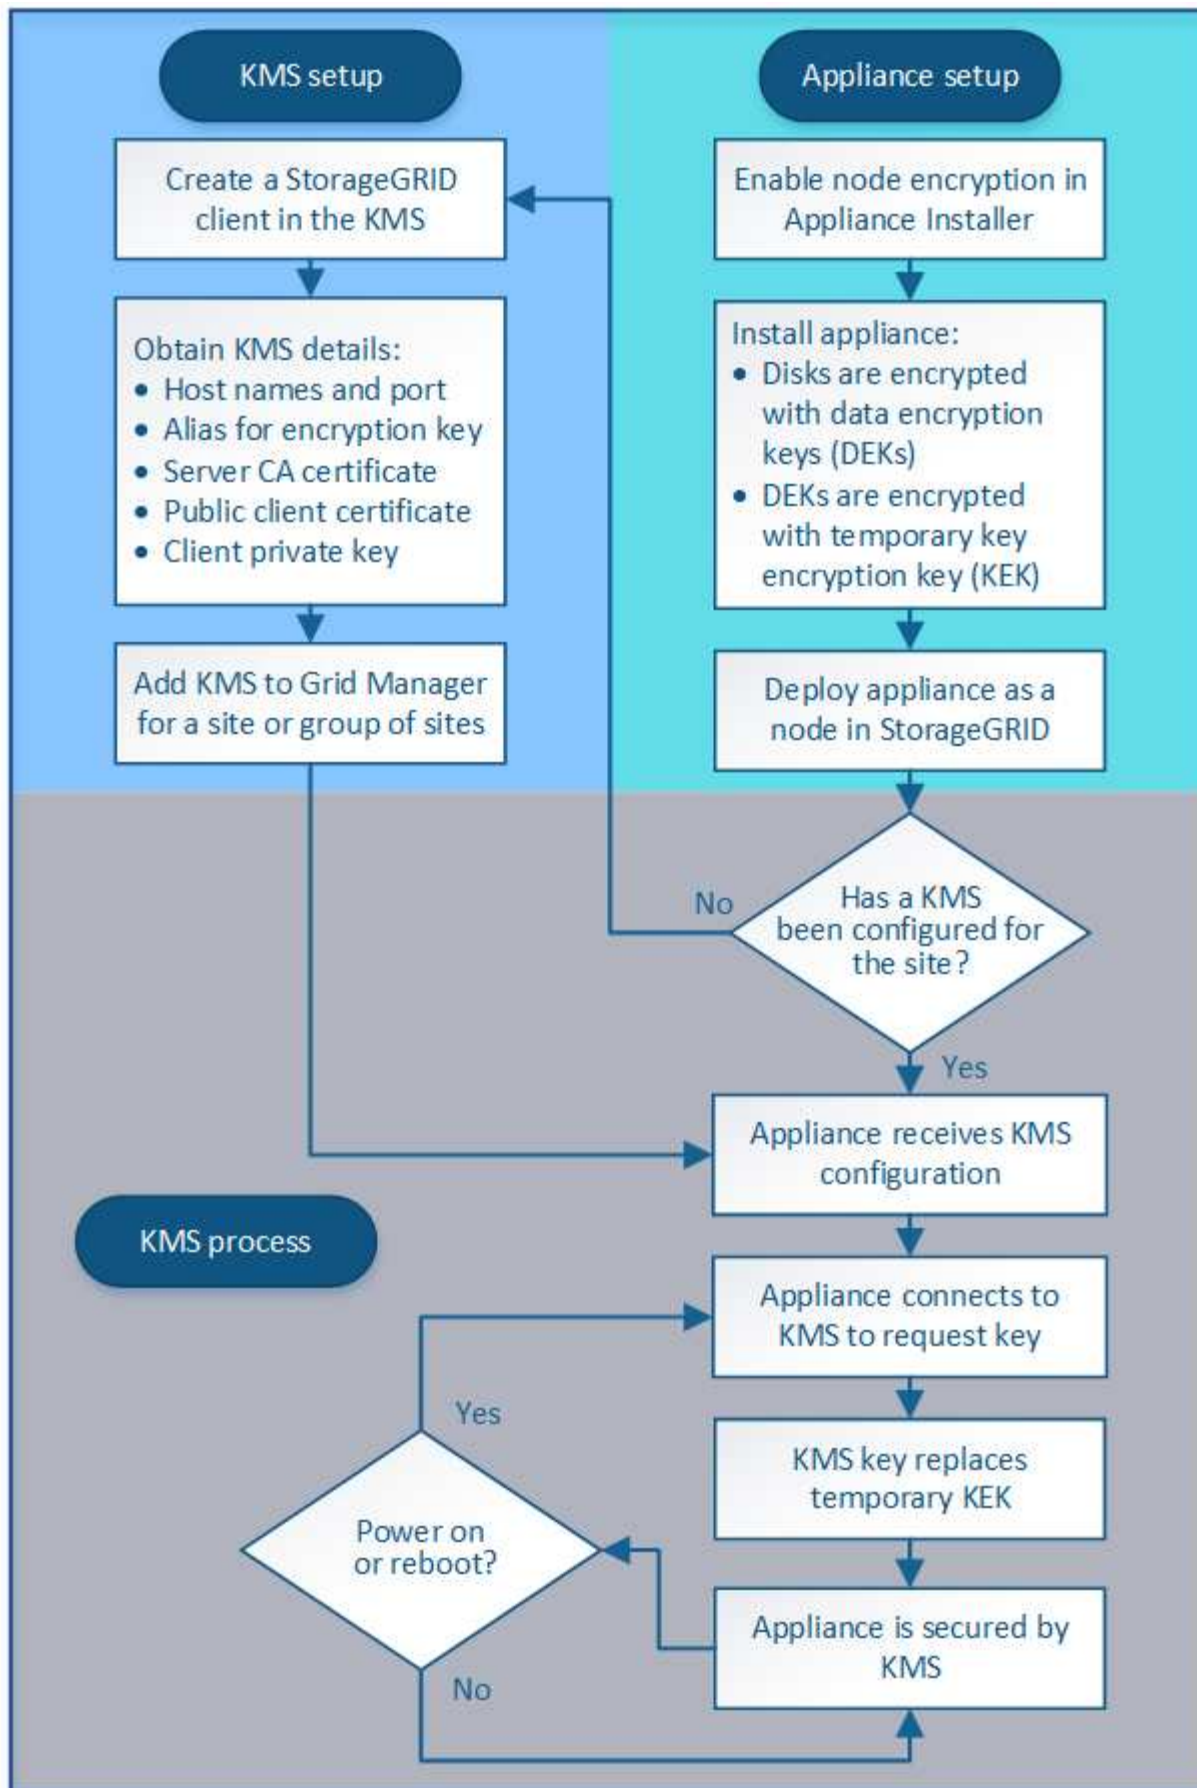 KMS setup
Create a StorageGRID
client in the KMS
Obtain KMS details:
• Host names and port
• Alias for encryption key
• Server CA certificate
• Public client certificate
• Client private key
Add KMS to Grid Manager
for a site or group of sites
Appliance setup
Enable node encryption in
Appliance Installer
Install appliance:
• Disks are encrypted
with data encryption
keys (DEKs)
• DEKs are encrypted
with temporary key
encryption key (KEK)
Deploy appliance as a
node in StorageGRID
Has a KMS
been configured for
the site?
No
Yes
Appliance receives KMS
configuration
KMS process
Appliance connects to
KMS to request key
KMS key replaces
temporary KEK
Appliance is secured by
KMS
Power on
or reboot?
Yes
No